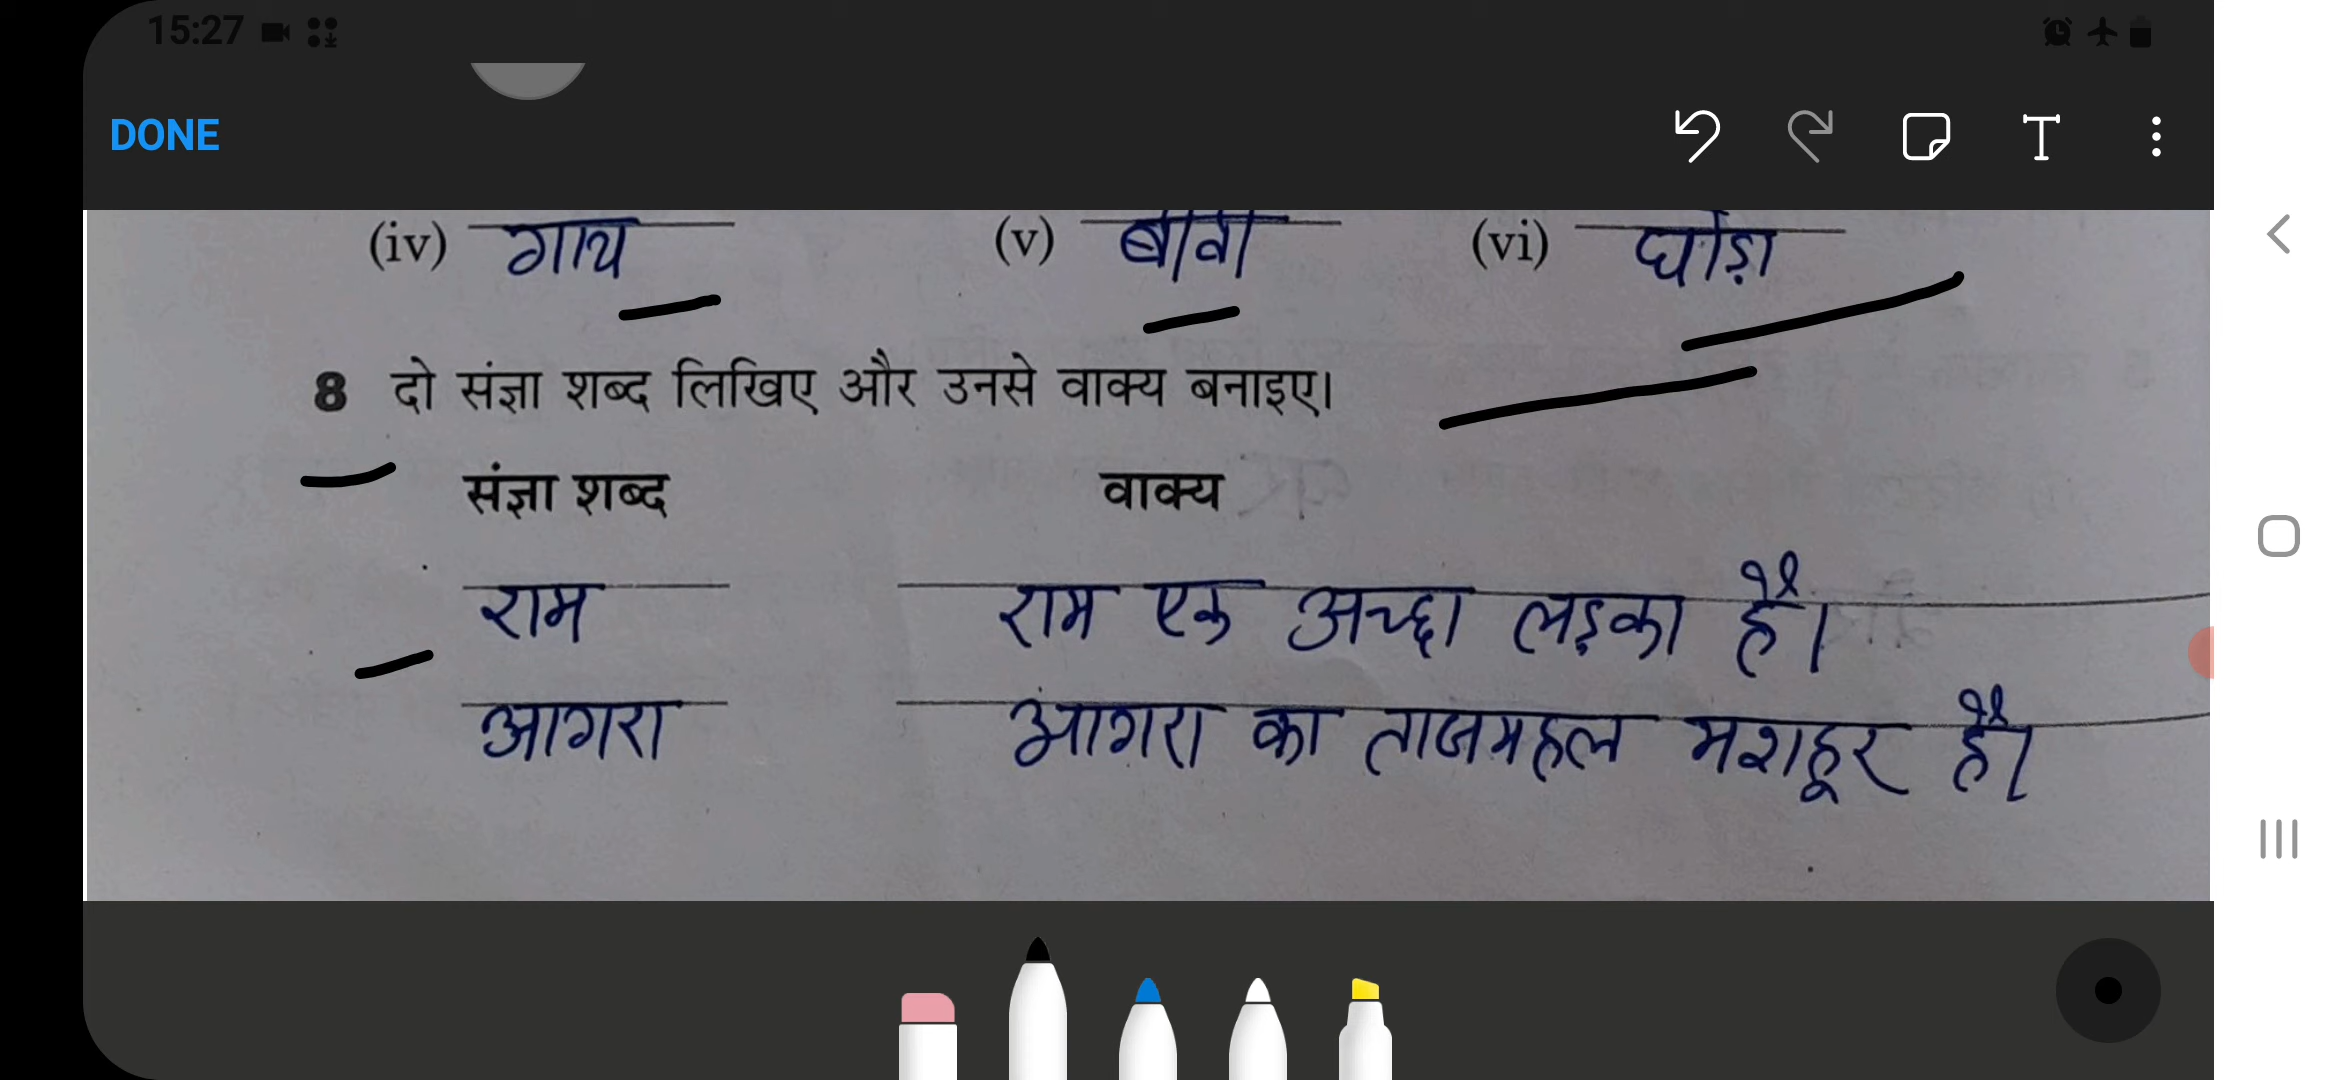 15:27
DONE
T
(iv) गाय (v) बाबा (vi) घोड़ा
8 दो संज्ञा शब्द लिखिए और उनसे वाक्य बनाइए।
संज्ञा शब्द वाक्य
राम राम एक अच्छा लड़का है।
आगरा आगरा का ताजमहल मशहूर है।